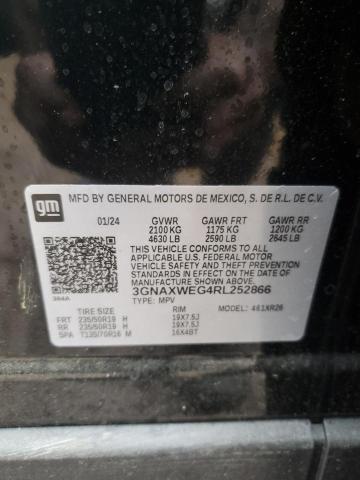 gm
MFD BY GENERAL MOTORS DE MEXICO, S. DE R.L. DE C.V.
01/24 GVWR GAWR FRT GAWR RR
2100 KG 1175 KG 1200 KG
4630 LB 2590 LB 2645 LB
THIS VEHICLE CONFORMS TO ALL
APPLICABLE U.S. FEDERAL MOTOR
VEHICLE SAFETY, BUMPER, AND
THEFT PREVENTION STANDARDS IN
EFFECT ON THE DATE OF
MANUFACTURE SHOWN ABOVE.
384A
3GNAXWEG4RL252866
TYPE: MPV MODEL: 461XR26
TIRE SIZE RIM
FRT 235/50R19 H 19X7.5J
RR 235/50R19 H 19X7.5J
SPA T135/70R16 M 16X4BT